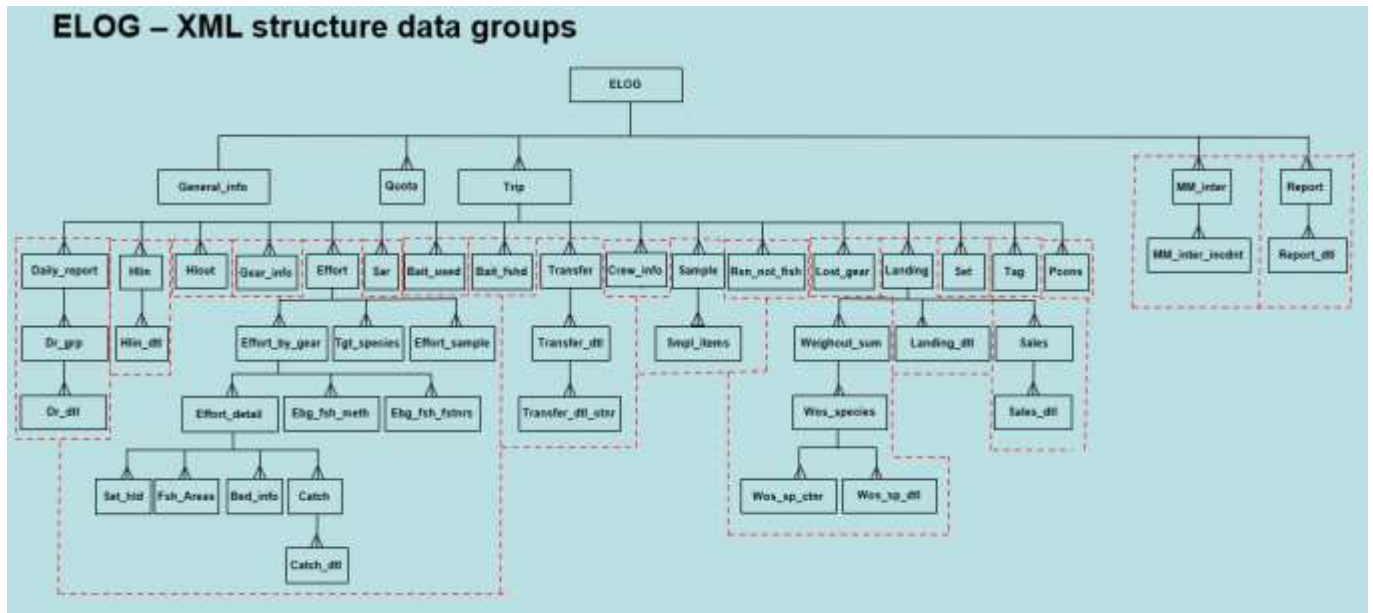 ELOG – XML structure data groups
ELOG
General_info Quota Trip MM_inter Report
Daily_report Hlin Hlout Gear_info Effort Sar Bait_used Bait_fshd Transfer Crew_info Sample Rsn_not_fish Lost_gear Landing Set Tag Pcons MM_inter_incdnt Report_dtl
Dr_grp Hlin_dtl Effort_by_gear Tgt_species Effort_sample Transfer_dtl Smpl_items Weighout_sum Landing_dtl Sales
Dr_dtl Effort_detail Ebg_fsh_meth Ebg_fsh_fstnrs Transfer_dtl_ctnr Wos_species Sales_dtl
Set_hld Fsh_Areas Bed_info Catch Wos_sp_ctnr Wos_sp_dtl
Catch_dtl